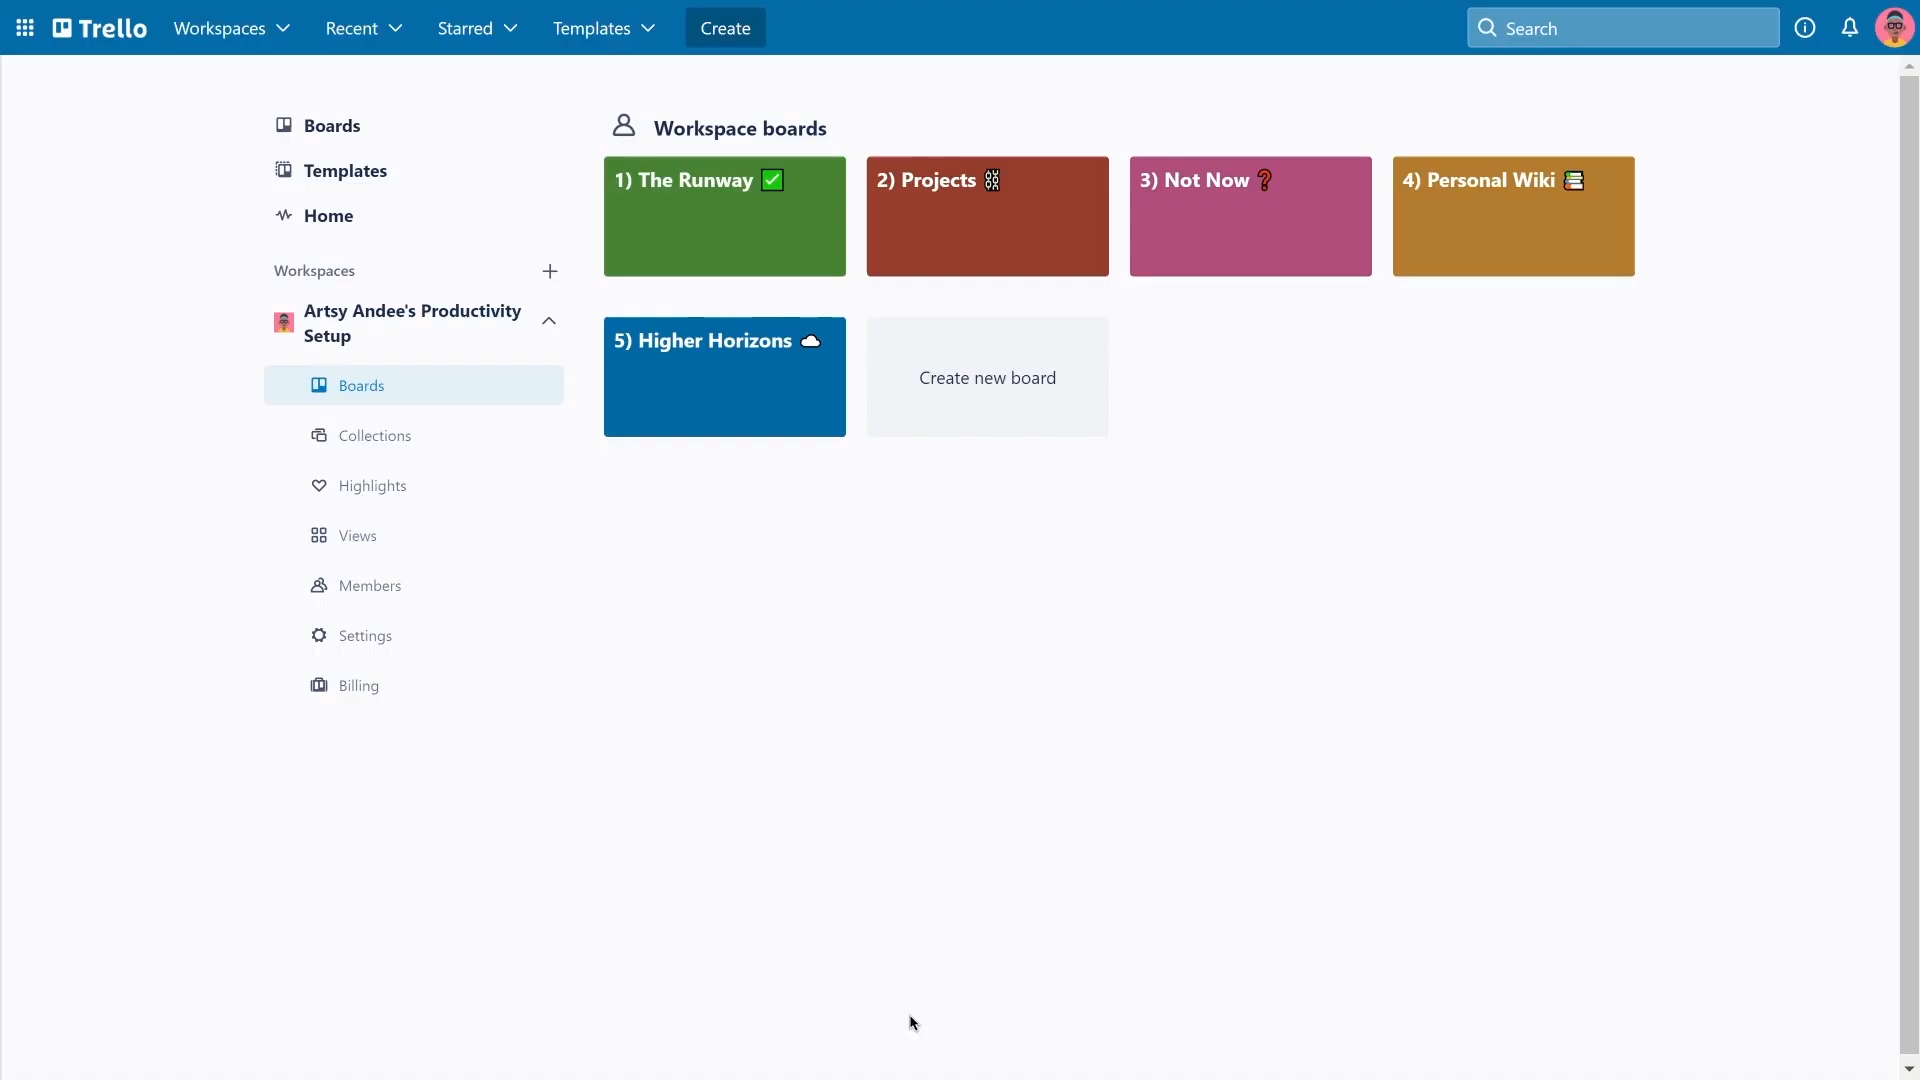 Trello
Workspaces
Recent
Starred
Templates
Create
Search
Boards
Templates
Home
Workspaces
Artsy Andee's Productivity
Setup
Boards
Collections
Highlights
Views
Members
Settings
Billing
Workspace boards
1) The Runway ✅
2) Projects ⛓
3) Not Now ❓
4) Personal Wiki 📚
5) Higher Horizons ☁
Create new board